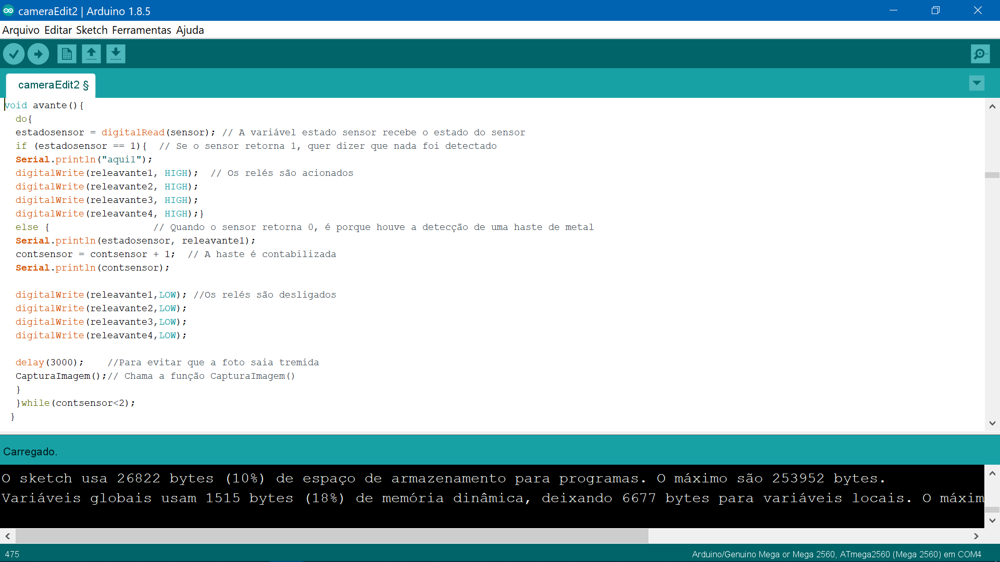 cameraEdit2 | Arduino 1.8.5
Arquivo Editar Sketch Ferramentas Ajuda
cameraEdit2 §
void avante(){
do{
estadosensor = digitalRead(sensor); // A variável estado sensor recebe o estado do sensor
if (estadosensor == 1){  // Se o sensor retorna 1, quer dizer que nada foi detectado
Serial.println("aqui1");
digitalWrite(releavante1, HIGH);  // Os relés são acionados
digitalWrite(releavante2, HIGH);
digitalWrite(releavante3, HIGH);
digitalWrite(releavante4, HIGH);}
else {                  // Quando o sensor retorna 0, é porque houve a detecção de uma haste de metal
Serial.println(estadosensor, releavante1);
contsensor = contsensor + 1;  // A haste é contabilizada
Serial.println(contsensor);
digitalWrite(releavante1,LOW); //Os relés são desligados
digitalWrite(releavante2,LOW);
digitalWrite(releavante3,LOW);
digitalWrite(releavante4,LOW);
delay(3000);    //Para evitar que a foto saia tremida
CapturaImagem();// Chama a função CapturaImagem()
}
}while(contsensor<2);
}
Carregado.
O sketch usa 26822 bytes (10%) de espaço de armazenamento para programas. O máximo são 253952 bytes.
Variáveis globais usam 1515 bytes (18%) de memória dinâmica, deixando 6677 bytes para variáveis locais. O máxim
475
Arduino/Genuino Mega or Mega 2560, ATmega2560 (Mega 2560) em COM4